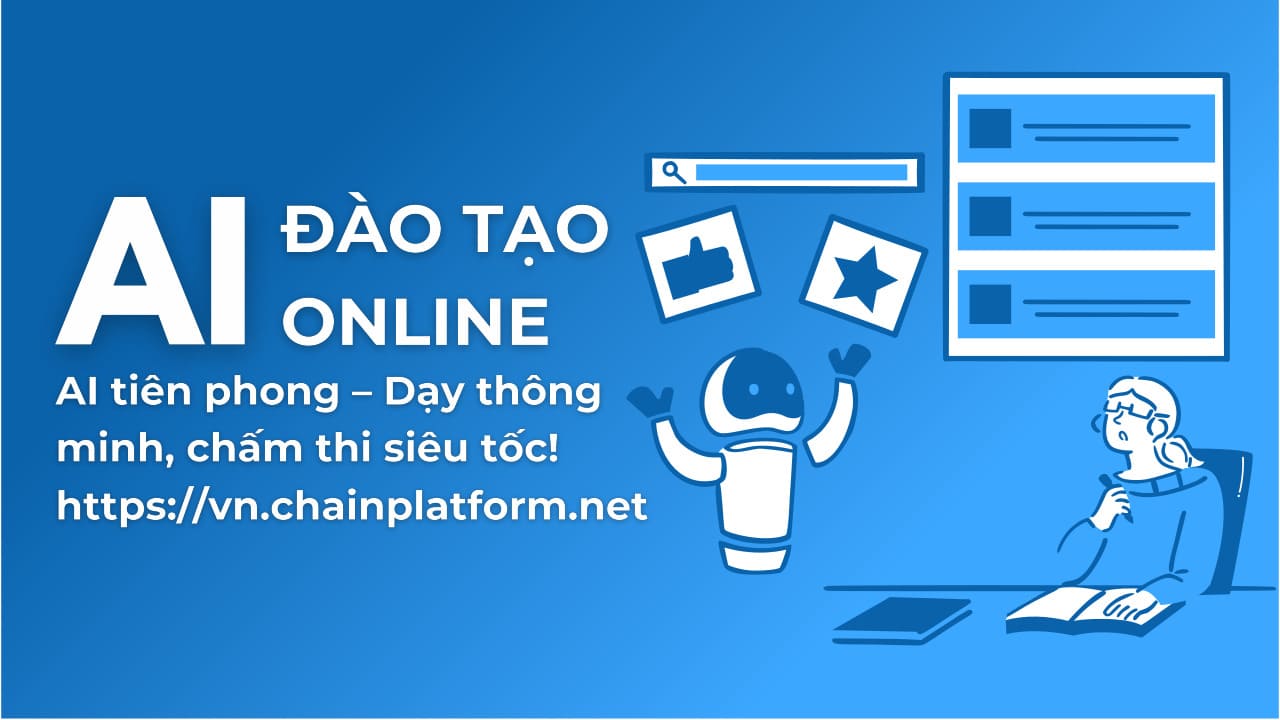 AI ĐÀO TẠO
ONLINE
AI tiên phong – Dạy thông
minh, chấm thi siêu tốc!
https://vn.chainplatform.net